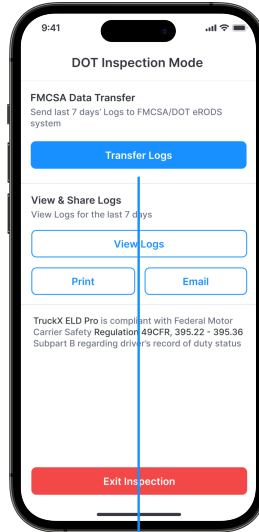 9:41
DOT Inspection Mode
FMCSA Data Transfer
Send last 7 days' Logs to FMCSA/DOT eRODS
system
Transfer Logs
View & Share Logs
View Logs for the last 7 days
View Logs
Print
Email
TruckX ELD Pro is compliant with Federal Motor
Carrier Safety Regulation 49CFR, 395.22 - 395.36
Subpart B regarding driver's record of duty status
Exit Inspection